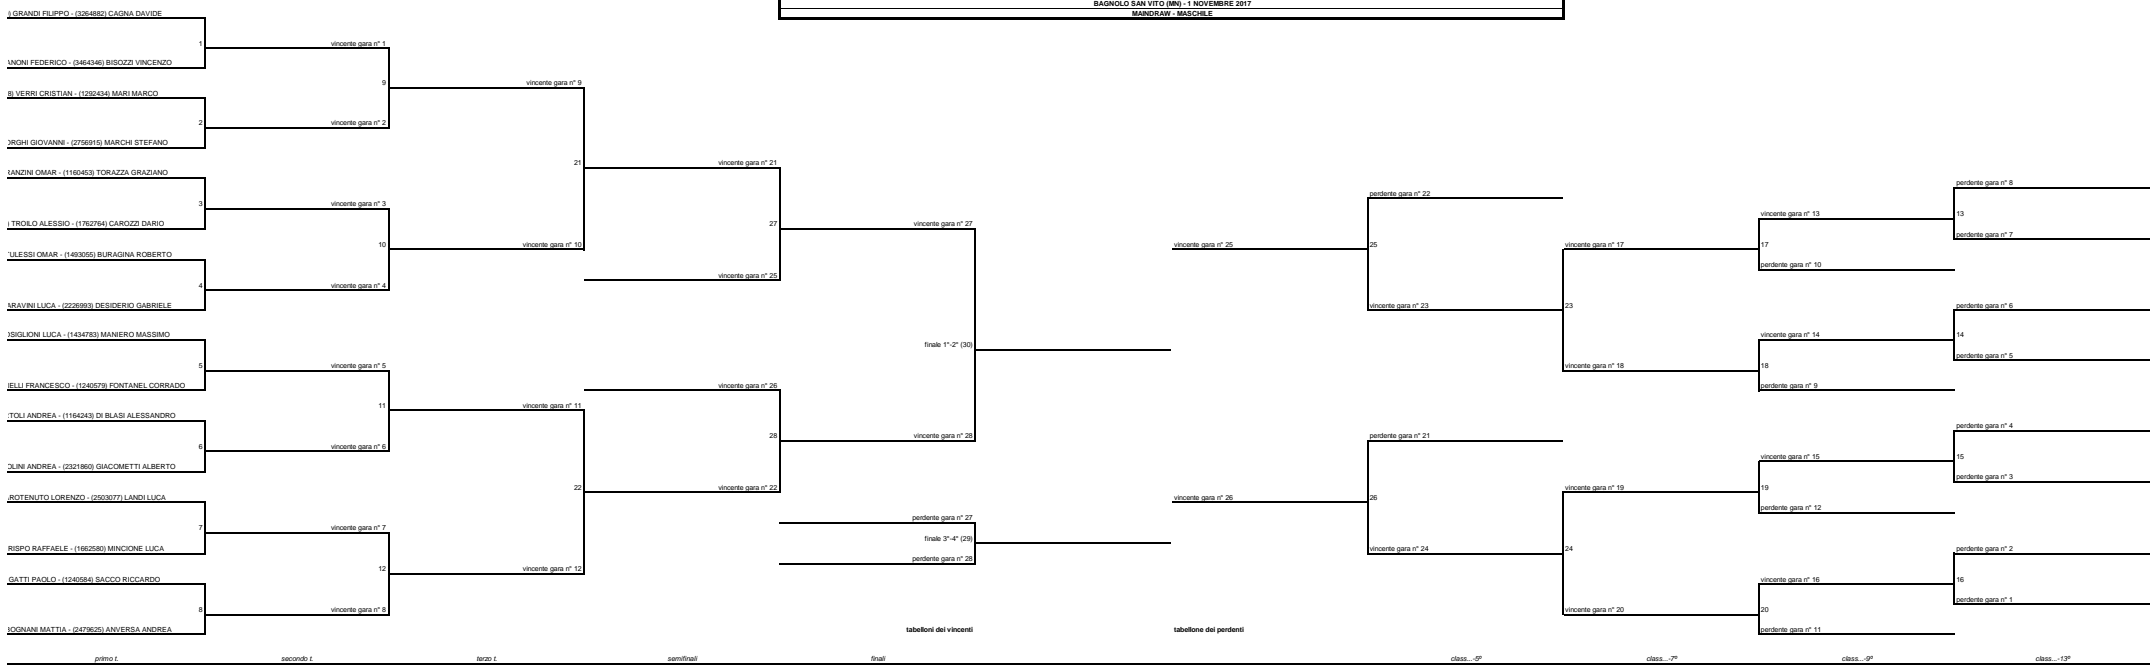 BAGNOLO SAN VITO (MN) - 1 NOVEMBRE 2017
MAINDRAW - MASCHILE
) GRANDI FILIPPO - (3264882) CAGNA DAVIDE
1
ANONI FEDERICO - (3464346) BISOZZI VINCENZO
8) VERRI CRISTIAN - (1292434) MARI MARCO
2
ORGHI GIOVANNI - (2756915) MARCHI STEFANO
RANZINI OMAR - (1160453) TORAZZA GRAZIANO
3
) TROILO ALESSIO - (1762764) CAROZZI DARIO
TULESSI OMAR - (1493055) BURAGINA ROBERTO
4
ARAVINI LUCA - (2226993) DESIDERIO GABRIELE
OSIGLIONI LUCA - (1434783) MANIERO MASSIMO
5
IELLI FRANCESCO - (1240579) FONTANEL CORRADO
TOLI ANDREA - (1164243) DI BLASI ALESSANDRO
6
OLINI ANDREA - (2321860) GIACOMETTI ALBERTO
ROTENUTO LORENZO - (2503077) LANDI LUCA
7
RISPO RAFFAELE - (1662580) MINCIONE LUCA
GATTI PAOLO - (1240584) SACCO RICCARDO
8
BOGNANI MATTIA - (2479625) ANVERSA ANDREA
primo t.
vincente gara n° 1
9
vincente gara n° 2
vincente gara n° 3
10
vincente gara n° 4
vincente gara n° 5
11
vincente gara n° 6
vincente gara n° 7
12
vincente gara n° 8
secondo t.
vincente gara n° 9
21
vincente gara n° 10
vincente gara n° 11
22
vincente gara n° 12
terzo t.
vincente gara n° 21
27
vincente gara n° 25
vincente gara n° 26
28
vincente gara n° 22
semifinali
vincente gara n° 27
finale 1°-2° (30)
vincente gara n° 28
perdente gara n° 27
finale 3°-4° (29)
perdente gara n° 28
tabelloni dei vincenti
finali
vincente gara n° 25
vincente gara n° 26
tabellone dei perdenti
perdente gara n° 22
25
vincente gara n° 23
perdente gara n° 21
26
vincente gara n° 24
class...-5º
vincente gara n° 17
23
vincente gara n° 18
vincente gara n° 19
24
vincente gara n° 20
class...-7º
vincente gara n° 13
17
perdente gara n° 10
vincente gara n° 14
18
perdente gara n° 9
vincente gara n° 15
19
perdente gara n° 12
vincente gara n° 16
20
perdente gara n° 11
class...-9º
perdente gara n° 8
13
perdente gara n° 7
perdente gara n° 6
14
perdente gara n° 5
perdente gara n° 4
15
perdente gara n° 3
perdente gara n° 2
16
perdente gara n° 1
class...-13º